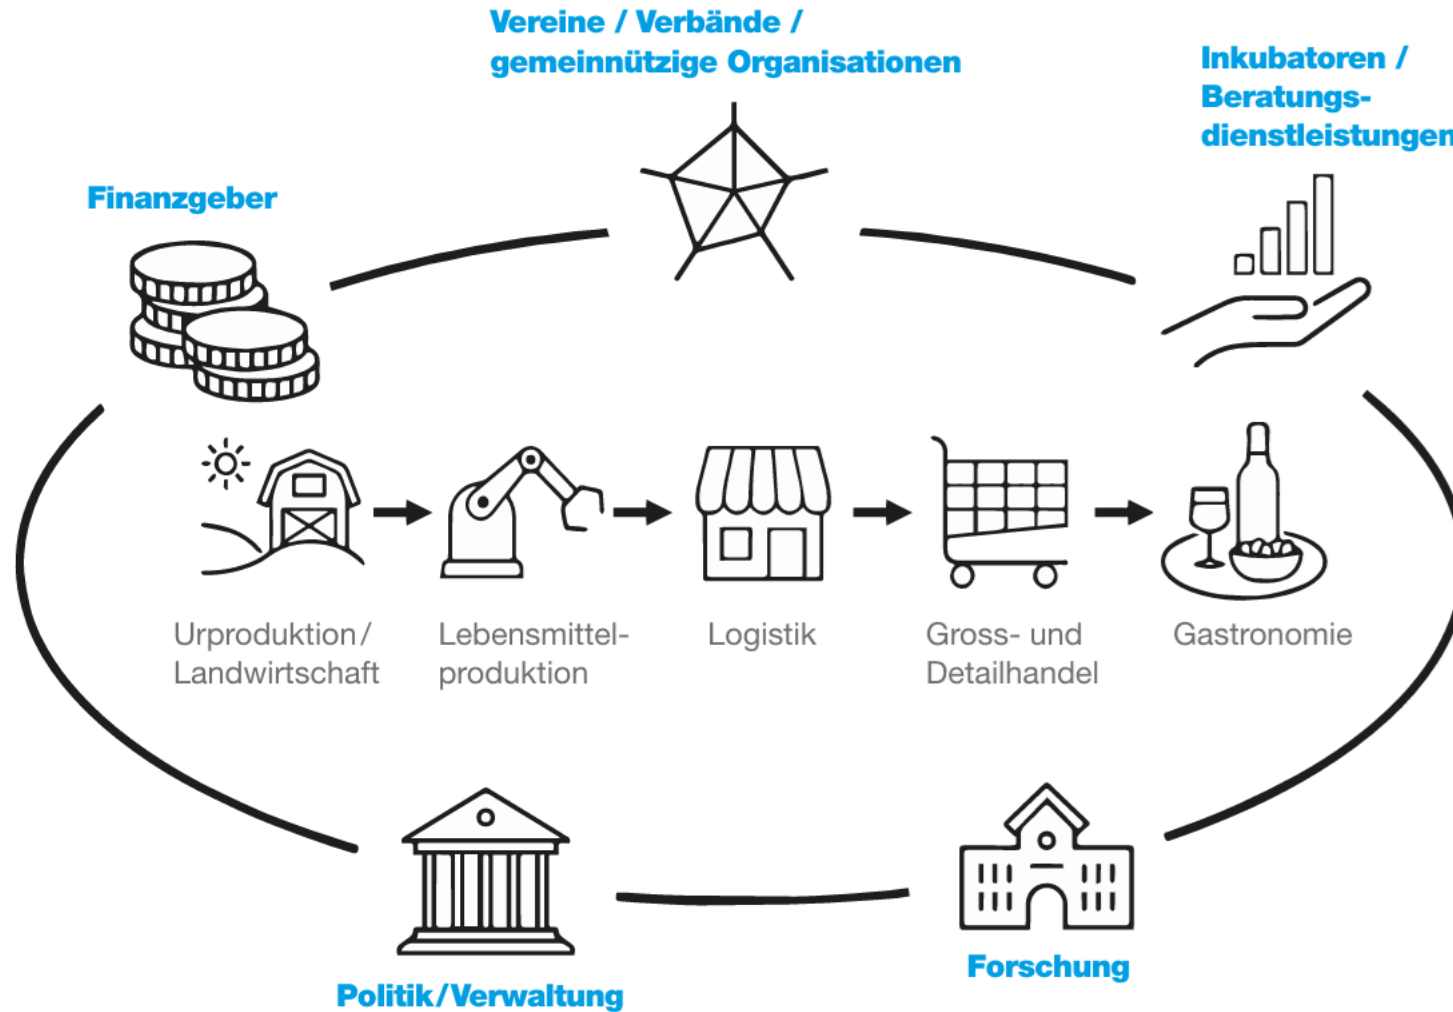 Vereine / Verbände /
gemeinnützige Organisationen
Inkubatoren /
Beratungs-
dienstleistungen
Finanzgeber
Urproduktion/
Landwirtschaft
Lebensmittel-
produktion
Logistik
Gross- und
Detailhandel
Gastronomie
Politik/Verwaltung
Forschung